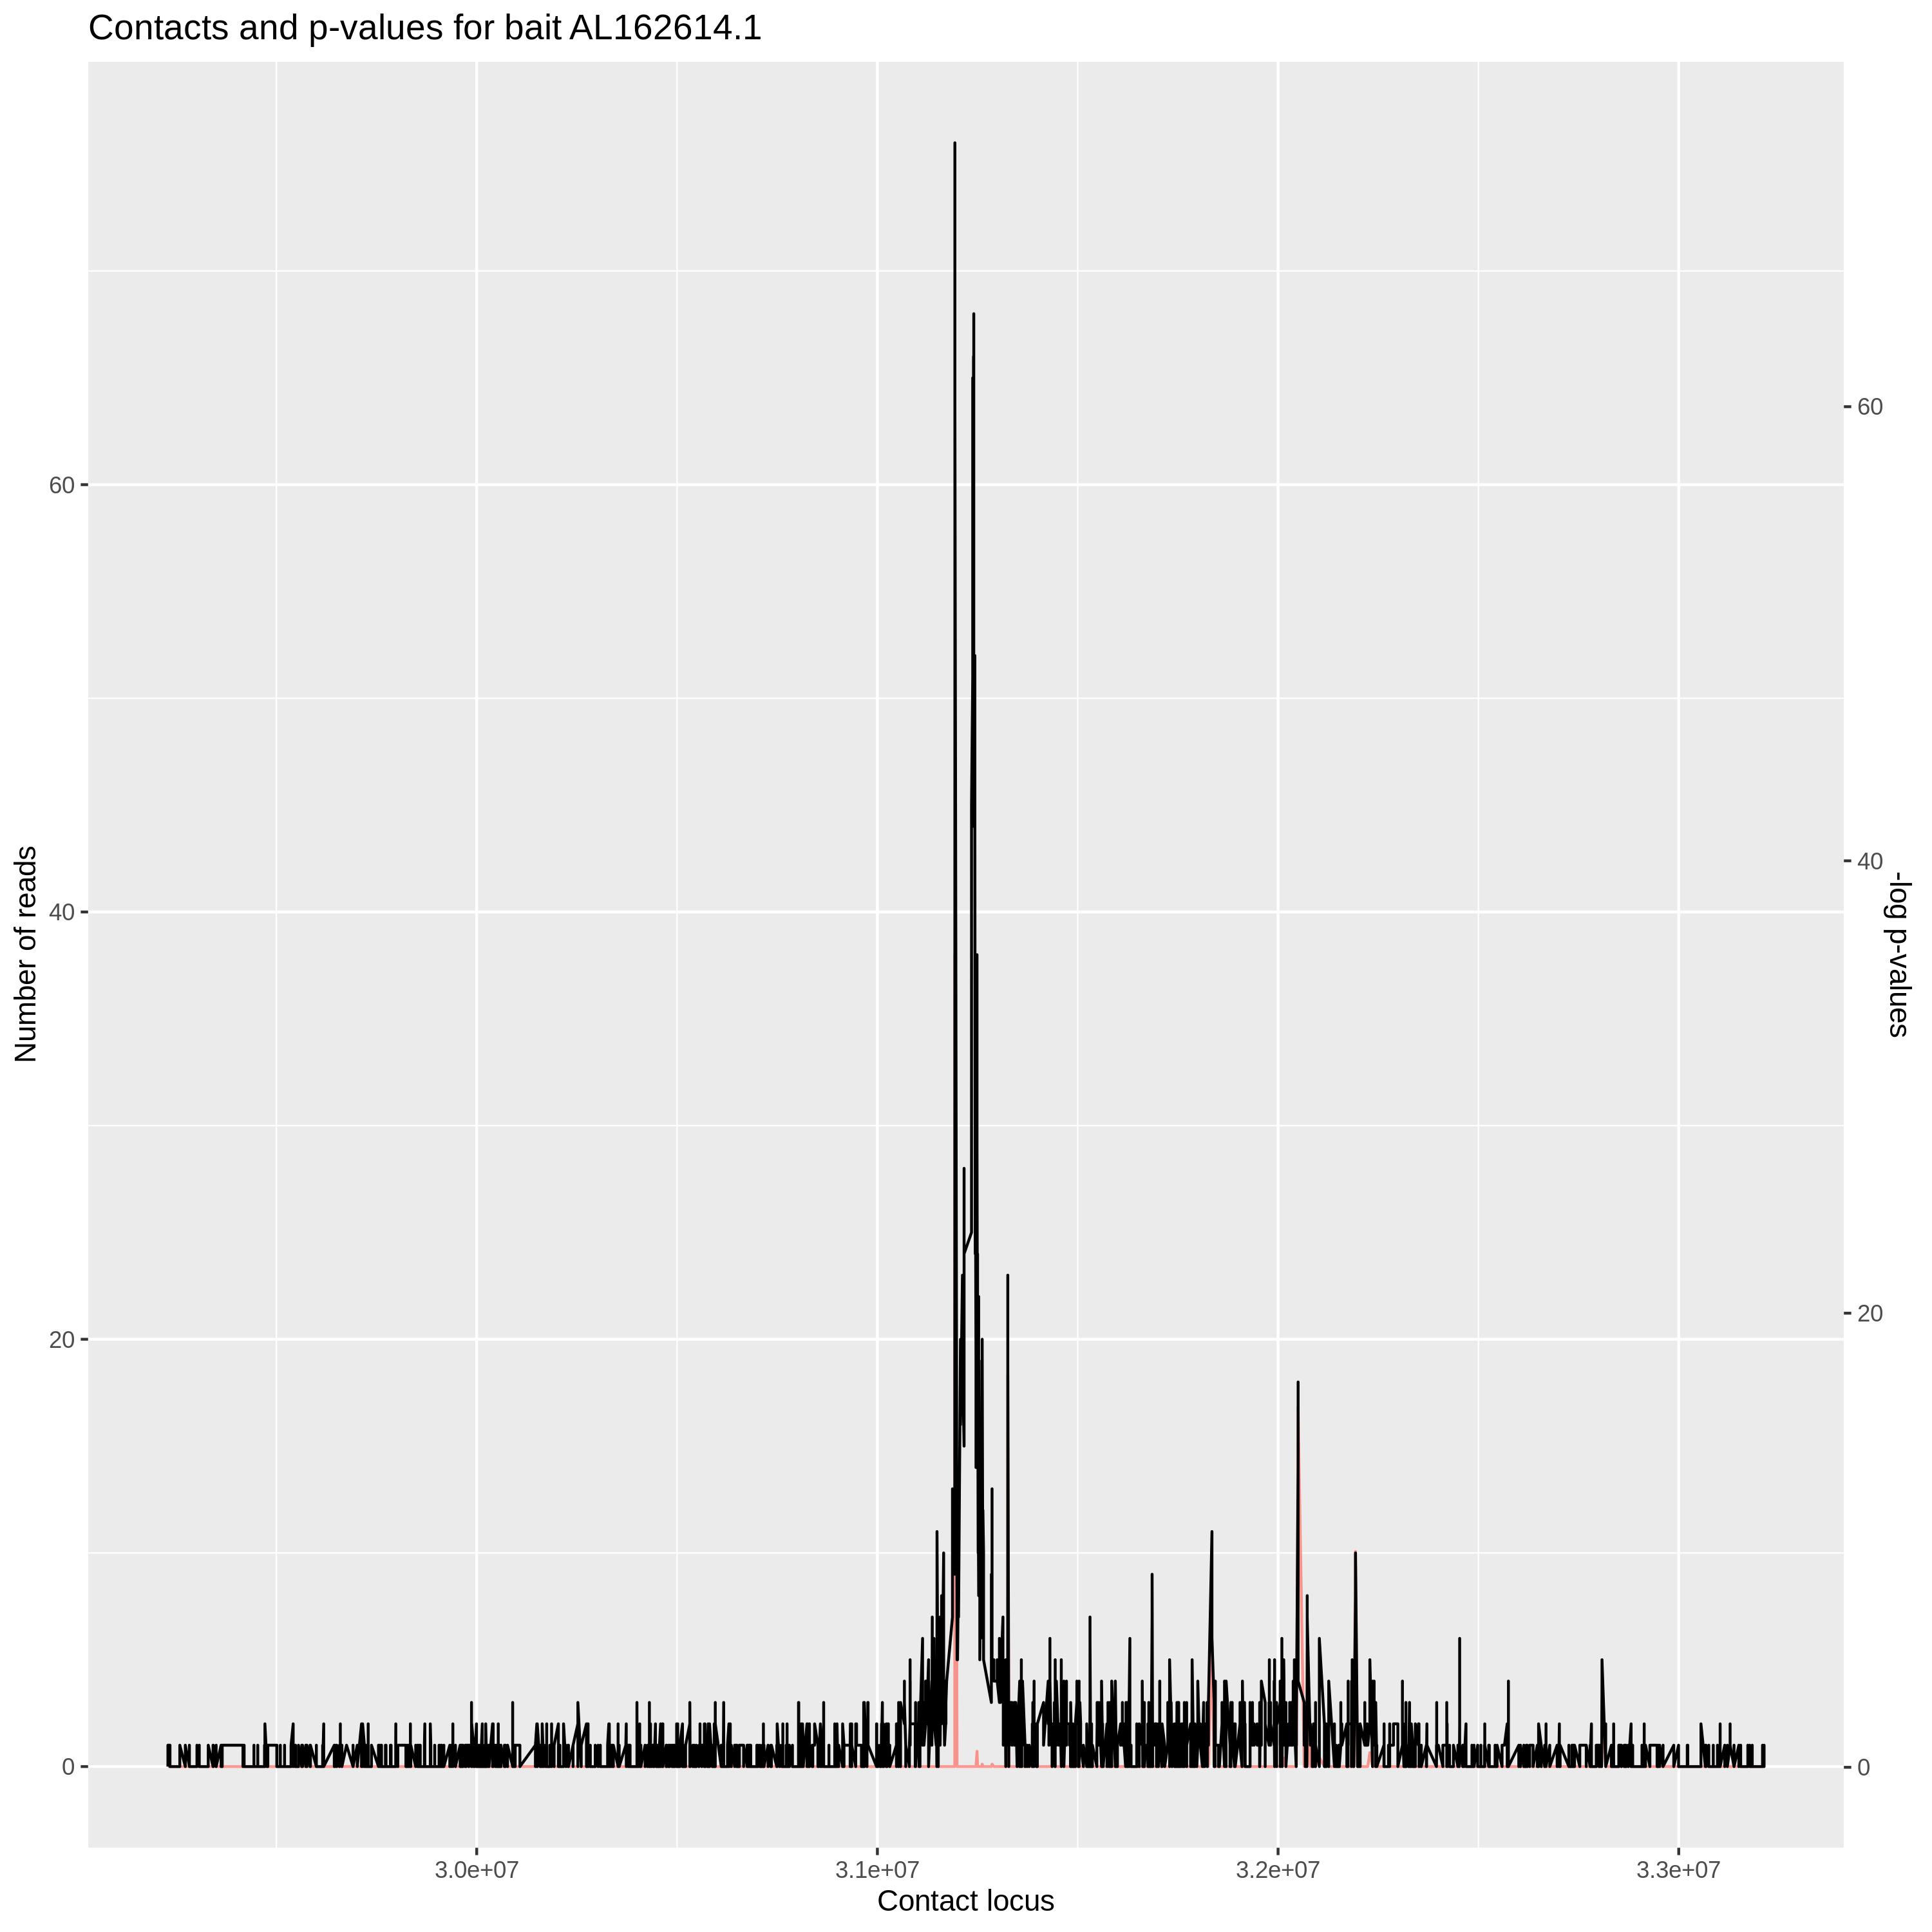 Contacts and p-values for bait AL162614.1
60
40
20
0
Number of reads
60
40
20
0
-log p-values
3.0e+07
3.1e+07
3.2e+07
3.3e+07
Contact locus